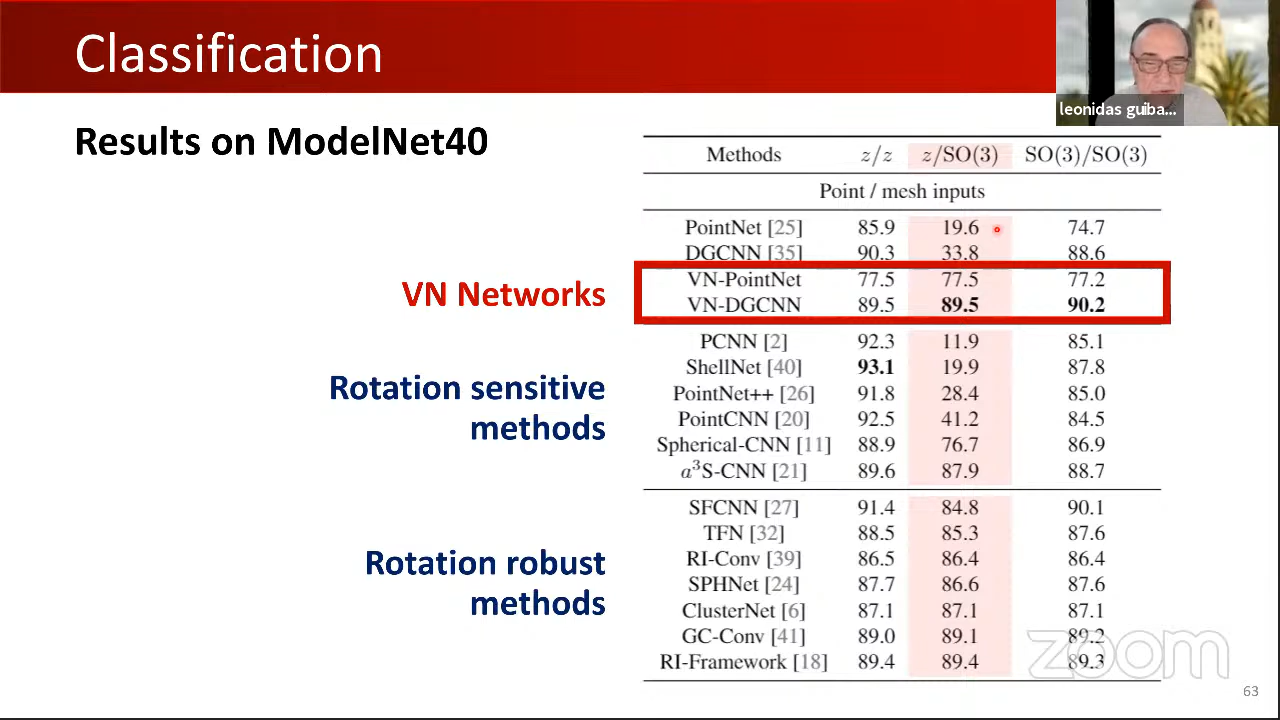 Classification
leonidas guiba...
Results on ModelNet40
Methods z/z z/SO(3) SO(3)/SO(3)
Point / mesh inputs
PointNet [25] 85.9 19.6 74.7
DGCNN [35] 90.3 33.8 88.6
VN Networks
VN-PointNet 77.5 77.5 77.2
VN-DGCNN 89.5 89.5 90.2
Rotation sensitive
methods
PCNN [2] 92.3 11.9 85.1
ShellNet [40] 93.1 19.9 87.8
PointNet++ [26] 91.8 28.4 85.0
PointCNN [20] 92.5 41.2 84.5
Spherical-CNN [11] 88.9 76.7 86.9
a³S-CNN [21] 89.6 87.9 88.7
Rotation robust
methods
SFCNN [27] 91.4 84.8 90.1
TFN [32] 88.5 85.3 87.6
RI-Conv [39] 86.5 86.4 86.4
SPHNet [24] 87.7 86.6 87.6
ClusterNet [6] 87.1 87.1 87.1
GC-Conv [41] 89.0 89.1 89.2
RI-Framework [18] 89.4 89.4 89.3
zoom
63